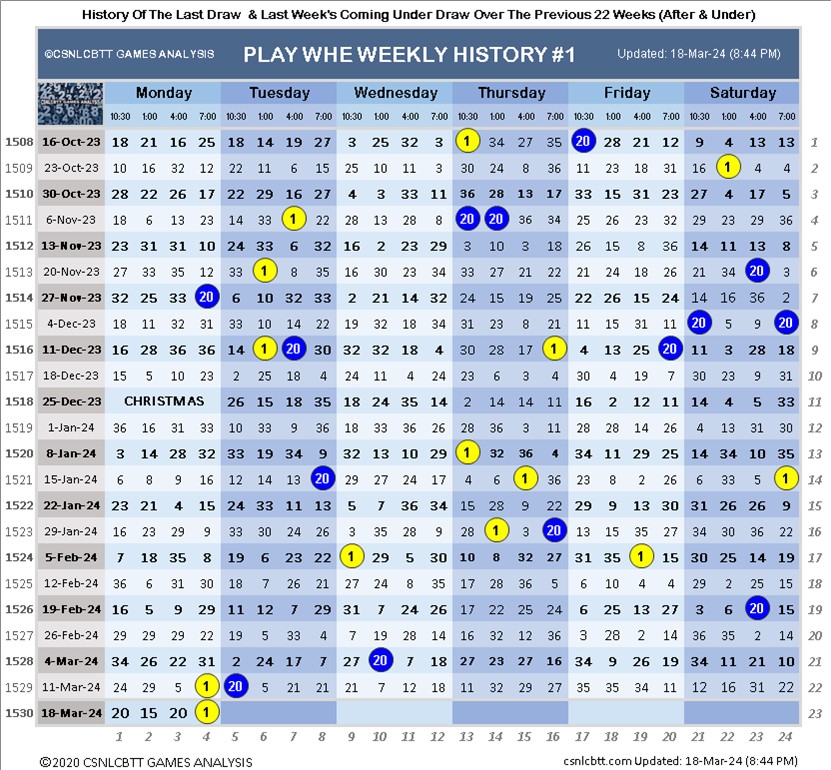 History Of The Last Draw & Last Week's Coming Under Draw Over The Previous 22 Weeks (After & Under)
©CSNLCBTT GAMES ANALYSIS PLAY WHE WEEKLY HISTORY #1 Updated: 18-Mar-24 (8:44 PM)
CSNLCBTT GAMES ANALYSIS Monday Tuesday Wednesday Thursday Friday Saturday
10:30 1:00 4:00 7:00 10:30 1:00 4:00 7:00 10:30 10:00 4:00 7:00 10:30 1:00 4:00 7:00 10:30 1:00 4:00 7:00 10:30 1:00 4:00 7:00
1508 16-Oct-23 18 21 16 25 18 14 19 27 3 25 32 3 1 34 27 35 20 28 21 12 9 4 13 13 1
1509 23-Oct-23 10 16 32 12 22 11 15 25 10 11 3 30 24 8 36 11 23 18 31 16 1 4 4 2
1510 30-Oct-23 28 22 26 17 22 29 16 27 4 3 33 11 36 28 13 17 33 15 31 23 27 4 17 5 3
1511 6-Nov-23 18 6 13 23 14 33 1 22 28 13 28 8 20 20 36 34 25 26 23 32 29 32 29 36 4
1512 13-Nov-23 23 31 31 10 24 33 6 32 16 2 23 29 3 10 3 18 26 15 8 36 14 11 13 8 5
1513 20-Nov-23 27 33 35 12 33 1 8 35 16 30 23 34 33 27 21 22 21 24 18 26 21 34 20 3 6
1514 27-Nov-23 32 25 33 20 6 10 32 33 2 21 14 32 24 15 19 25 22 26 15 24 14 16 36 2 7
1515 4-Dec-23 18 11 32 31 33 10 14 22 19 32 18 34 31 23 8 21 11 15 31 11 20 5 9 20 8
1516 11-Dec-23 16 28 36 36 14 1 20 30 32 32 18 4 30 28 17 1 4 13 25 20 11 28 18 9
1517 18-Dec-23 15 5 10 23 2 25 18 4 24 11 4 24 23 6 3 4 30 4 19 7 30 23 9 31 10
1518 25-Dec-23 CHRISTMAS 26 15 18 35 18 24 35 14 2 14 14 11 16 2 12 11 14 4 5 33 11
1519 1-Jan-24 36 16 31 33 10 33 9 36 18 33 36 26 28 36 3 11 28 28 28 26 4 13 31 30 12
1520 8-Jan-24 3 14 28 32 33 19 34 9 32 13 10 29 1 32 36 4 34 11 29 25 14 34 10 35 13
1521 15-Jan-24 6 8 9 16 12 14 13 20 29 27 24 17 4 6 1 36 23 8 14 26 6 33 5 1 14
1522 22-Jan-24 23 21 4 15 24 33 11 13 5 7 36 34 15 28 9 22 29 9 13 30 31 26 26 9 15
1523 29-Jan-24 16 23 29 9 33 30 24 26 3 35 28 9 28 1 3 20 13 15 35 27 34 30 36 22 16
1524 5-Feb-24 7 18 35 8 19 6 23 22 1 29 5 30 10 8 32 27 31 35 1 15 30 25 14 19 17
1525 12-Feb-24 36 6 31 30 18 7 26 21 27 24 8 35 17 28 36 5 6 10 4 4 29 2 25 15 18
1526 19-Feb-24 16 5 9 29 11 12 7 29 31 7 24 26 17 22 25 24 6 25 13 27 3 6 20 15 19
1527 26-Feb-24 29 29 29 22 19 5 33 4 7 19 28 14 16 32 12 36 3 28 2 14 36 35 2 14 20
1528 4-Mar-24 34 26 22 31 2 24 17 7 27 20 7 18 27 23 27 16 34 9 26 19 34 11 21 10 21
1529 11-Mar-24 24 29 5 1 20 5 21 21 21 7 12 18 11 32 29 27 35 35 34 11 12 16 31 22 22
1530 18-Mar-24 20 15 20 1 23
1 2 3 4 5 6 7 8 9 10 11 12 13 14 15 16 17 18 19 20 21 22 23 24
©2020 CSNLCBTT GAMES ANALYSIS csnlcbtt.com Updated: 18-Mar-24 (8:44 PM)